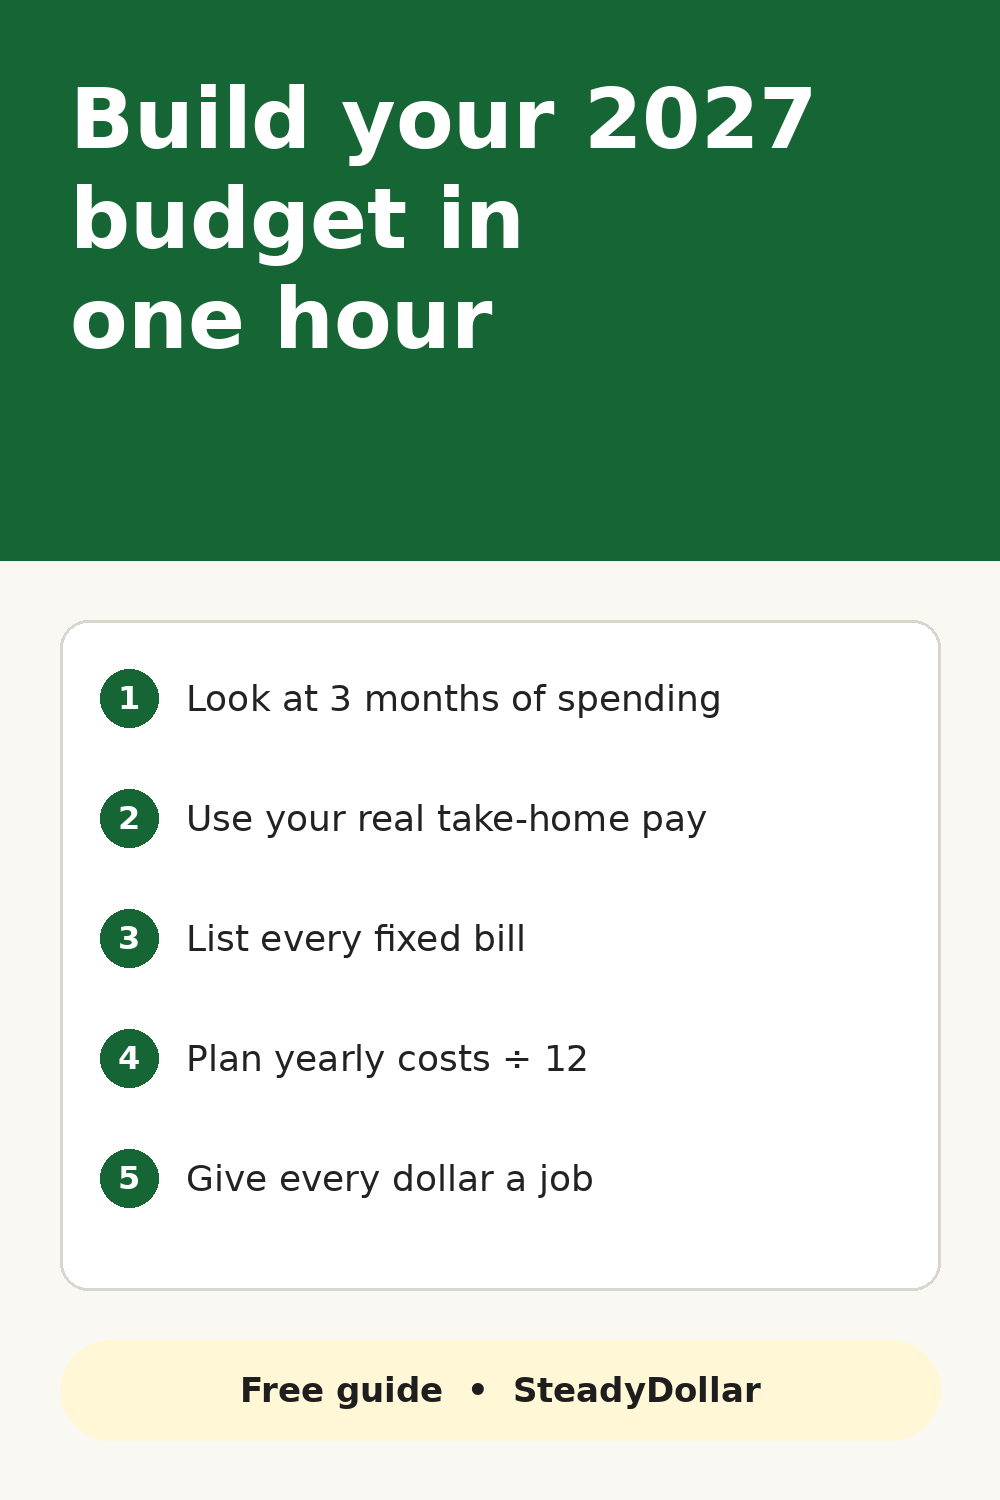 Build your 2027
budget in
one hour
1 Look at 3 months of spending
2 Use your real take-home pay
3 List every fixed bill
4 Plan yearly costs ÷ 12
5 Give every dollar a job
Free guide • SteadyDollar